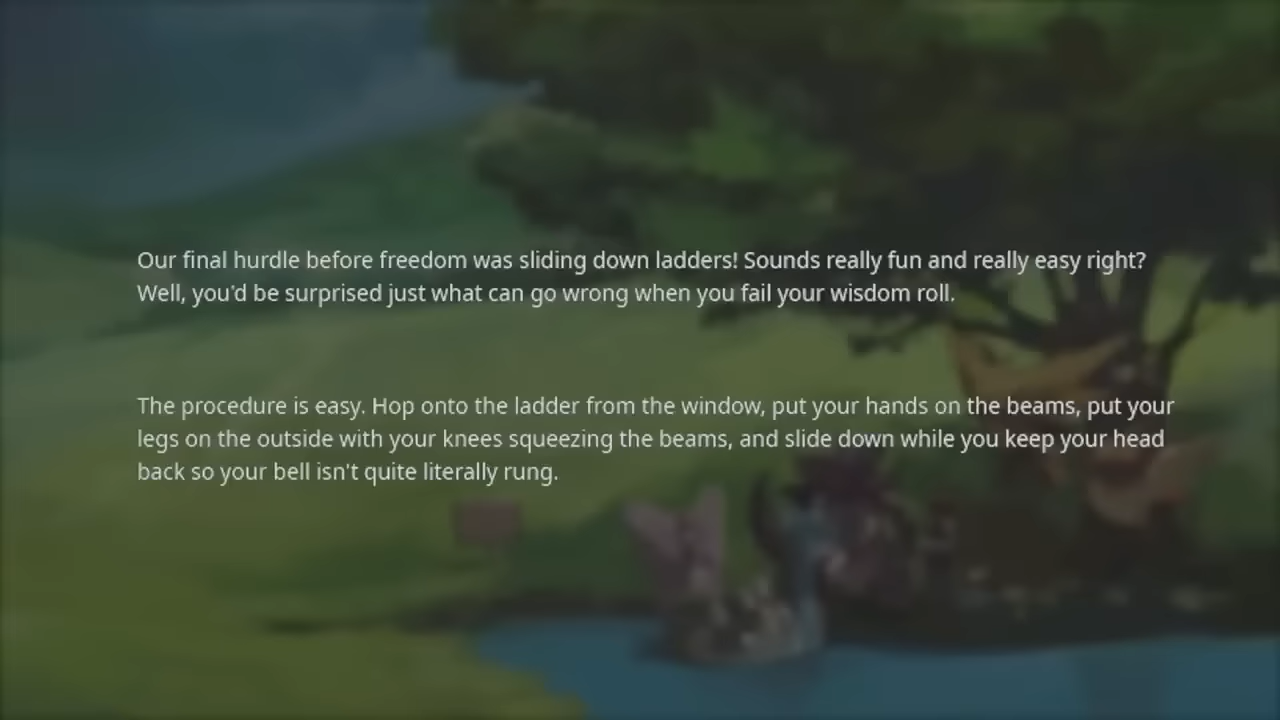 Our final hurdle before freedom was sliding down ladders! Sounds really fun and really easy right?
Well, you'd be surprised just what can go wrong when you fail your wisdom roll.
The procedure is easy. Hop onto the ladder from the window, put your hands on the beams, put your
legs on the outside with your knees squeezing the beams, and slide down while you keep your head
back so your bell isn't quite literally rung.